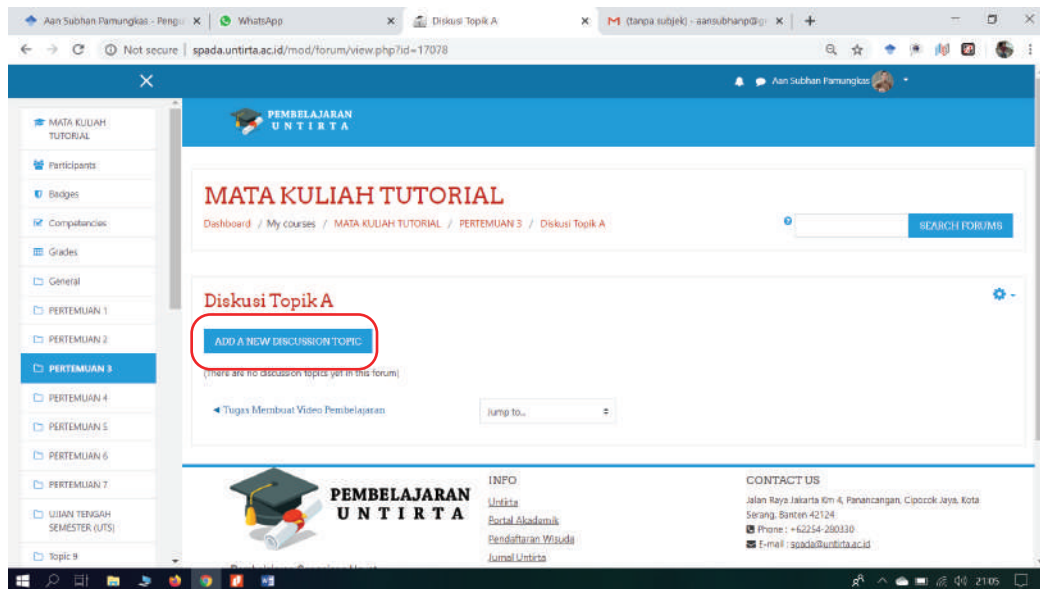 Aan Subhan Pamungkas - Pengu
WhatsApp
Diskusi Topik A
(tanpa subjek) - aansubhanp@g
Not secure | spada.untirta.ac.id/mod/forum/view.php?id=17078
Aan Subhan Pamungkas
MATA KULIAH
TUTORIAL
Participants
Badges
Competencies
Grades
General
PERTEMUAN 1
PERTEMUAN 2
PERTEMUAN 3
PERTEMUAN 4
PERTEMUAN 5
PERTEMUAN 6
PERTEMUAN 7
UJIAN TENGAH
SEMESTER (UTS)
Topic 9
PEMBELAJARAN
UNTIRTA
MATA KULIAH TUTORIAL
Dashboard / My courses / MATA KULIAH TUTORIAL / PERTEMUAN 3 / Diskusi Topik A
SEARCH FORUMS
Diskusi Topik A
ADD A NEW DISCUSSION TOPIC
(There are no discussion topics yet in this forum)
◄ Tugas Membuat Video Pembelajaran
Jump to...
PEMBELAJARAN
UNTIRTA
INFO
Untirta
Portal Akademik
Pendaftaran Wisuda
Jurnal Untirta
CONTACT US
Jalan Raya Jakarta Km 4, Panancangan, Cipocok Jaya, Kota
Serang, Banten 42124
Phone : +62254-280330
E-mail : spada@untirta.ac.id
21:05